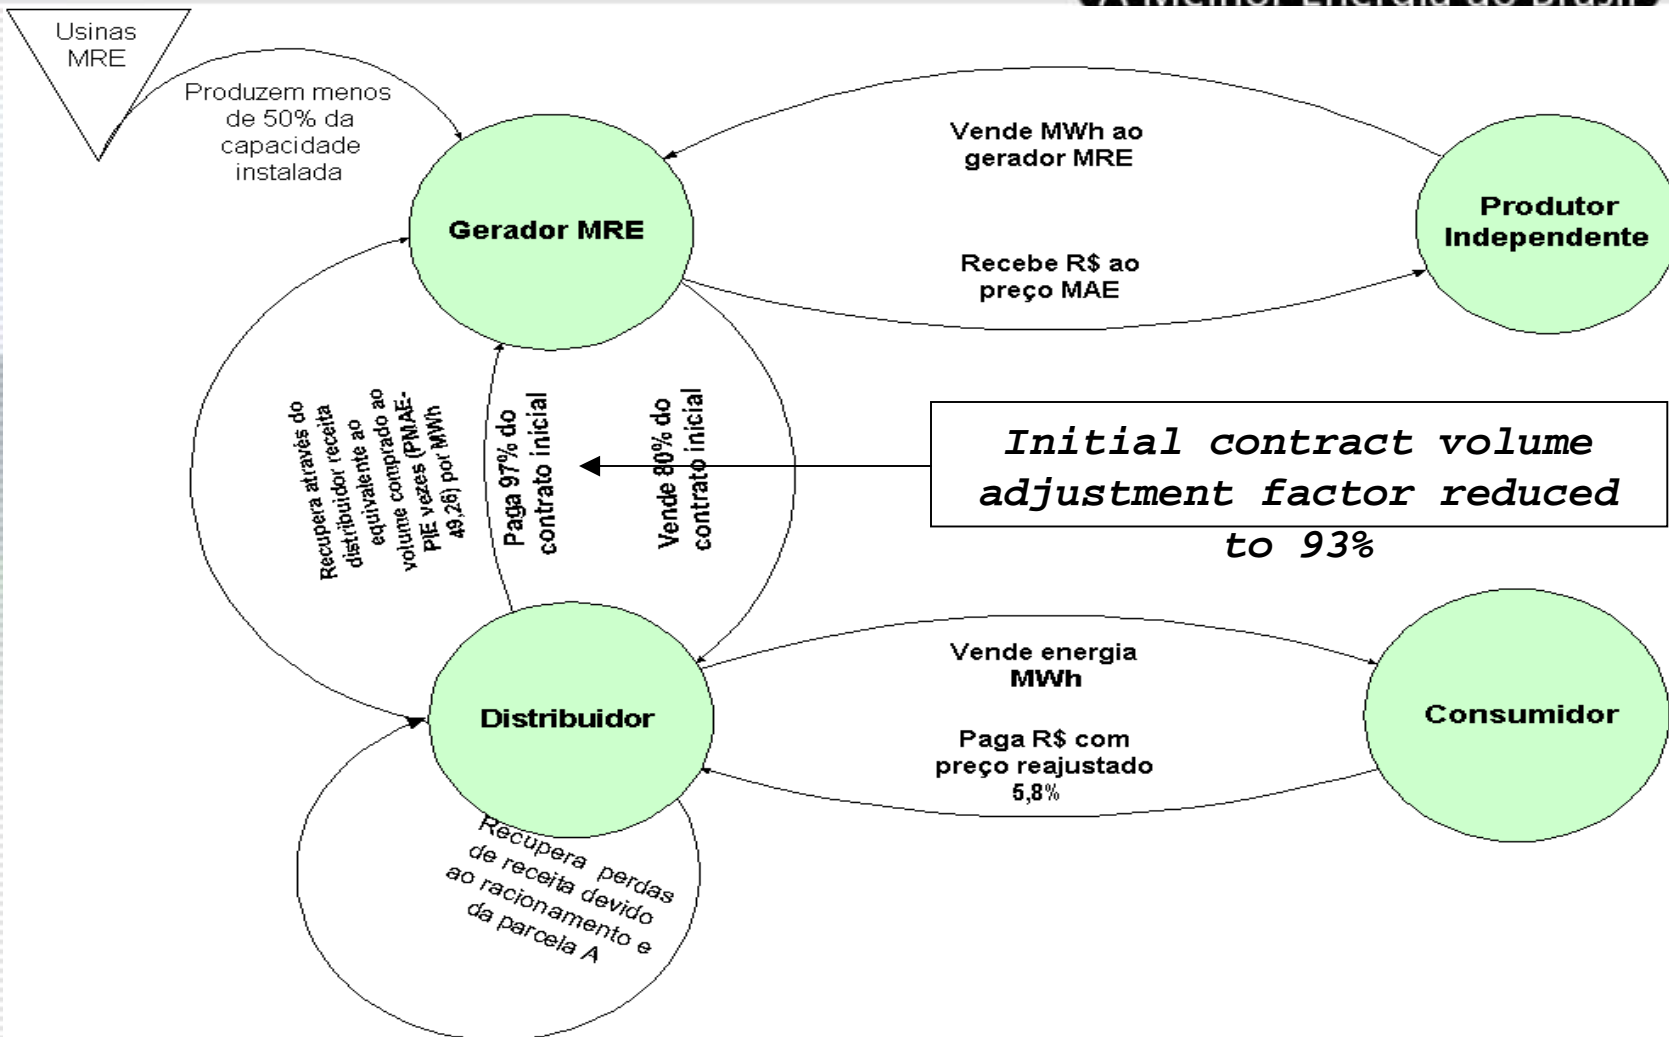 A Melhor Energia do Brasil
Usinas
MRE
Produzem menos
de 50% da
capacidade
instalada
Gerador MRE
Vende MWh ao
gerador MRE
Recebe R$ ao
preço MAE
Produtor
Independente
Recupera através do
distribuidor receita
equivalente ao
volume comprado ao
PIE vezes (PMAE-
49,26) por MWh
Paga 97% do
contrato inicial
Vende 80% do
contrato inicial
Initial contract volume
adjustment factor reduced
to 93%
Distribuidor
Vende energia
MWh
Paga R$ com
preço reajustado
5,8%
Consumidor
Recupera perdas
de receita devido
ao racionamento e
da parcela A